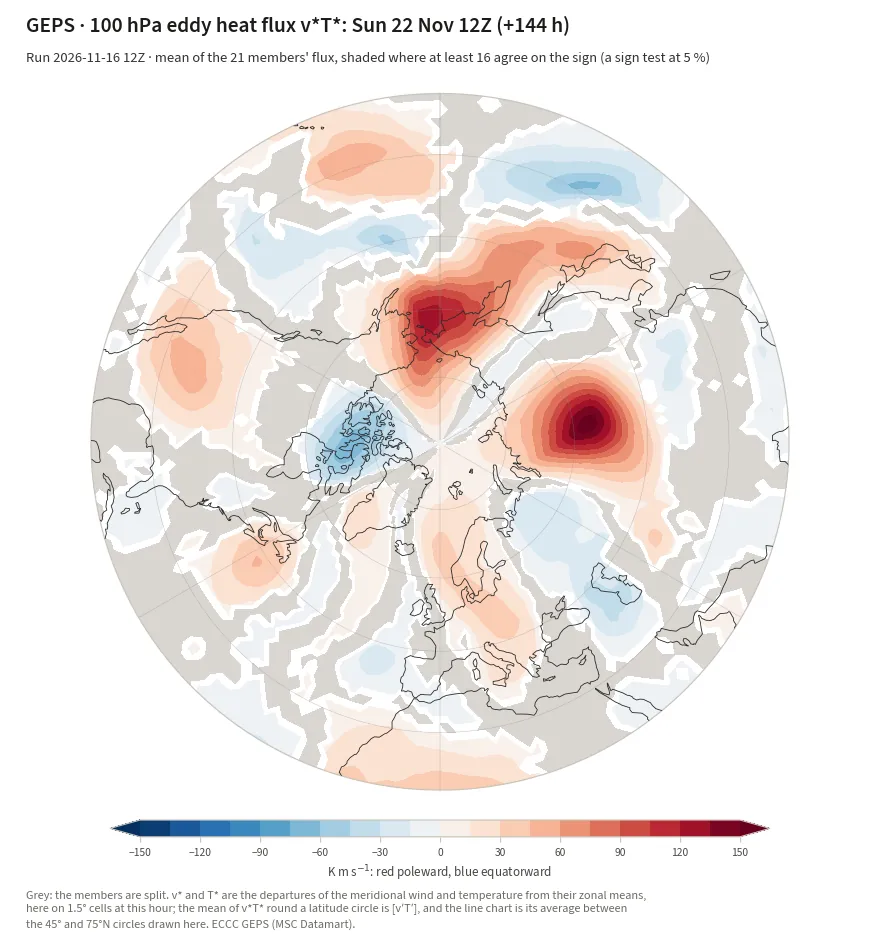 GEPS · 100 hPa eddy heat flux v*T*: Sun 22 Nov 12Z (+144 h)
Run 2026-11-16 12Z · mean of the 21 members' flux, shaded where at least 16 agree on the sign (a sign test at 5 %)
−150 −120 −90 −60 −30 0 30 60 90 120 150
K m s⁻¹: red poleward, blue equatorward
Grey: the members are split. v* and T* are the departures of the meridional wind and temperature from their zonal means,
here on 1.5° cells at this hour; the mean of v*T* round a latitude circle is [v′T′], and the line chart is its average between
the 45° and 75°N circles drawn here. ECCC GEPS (MSC Datamart).